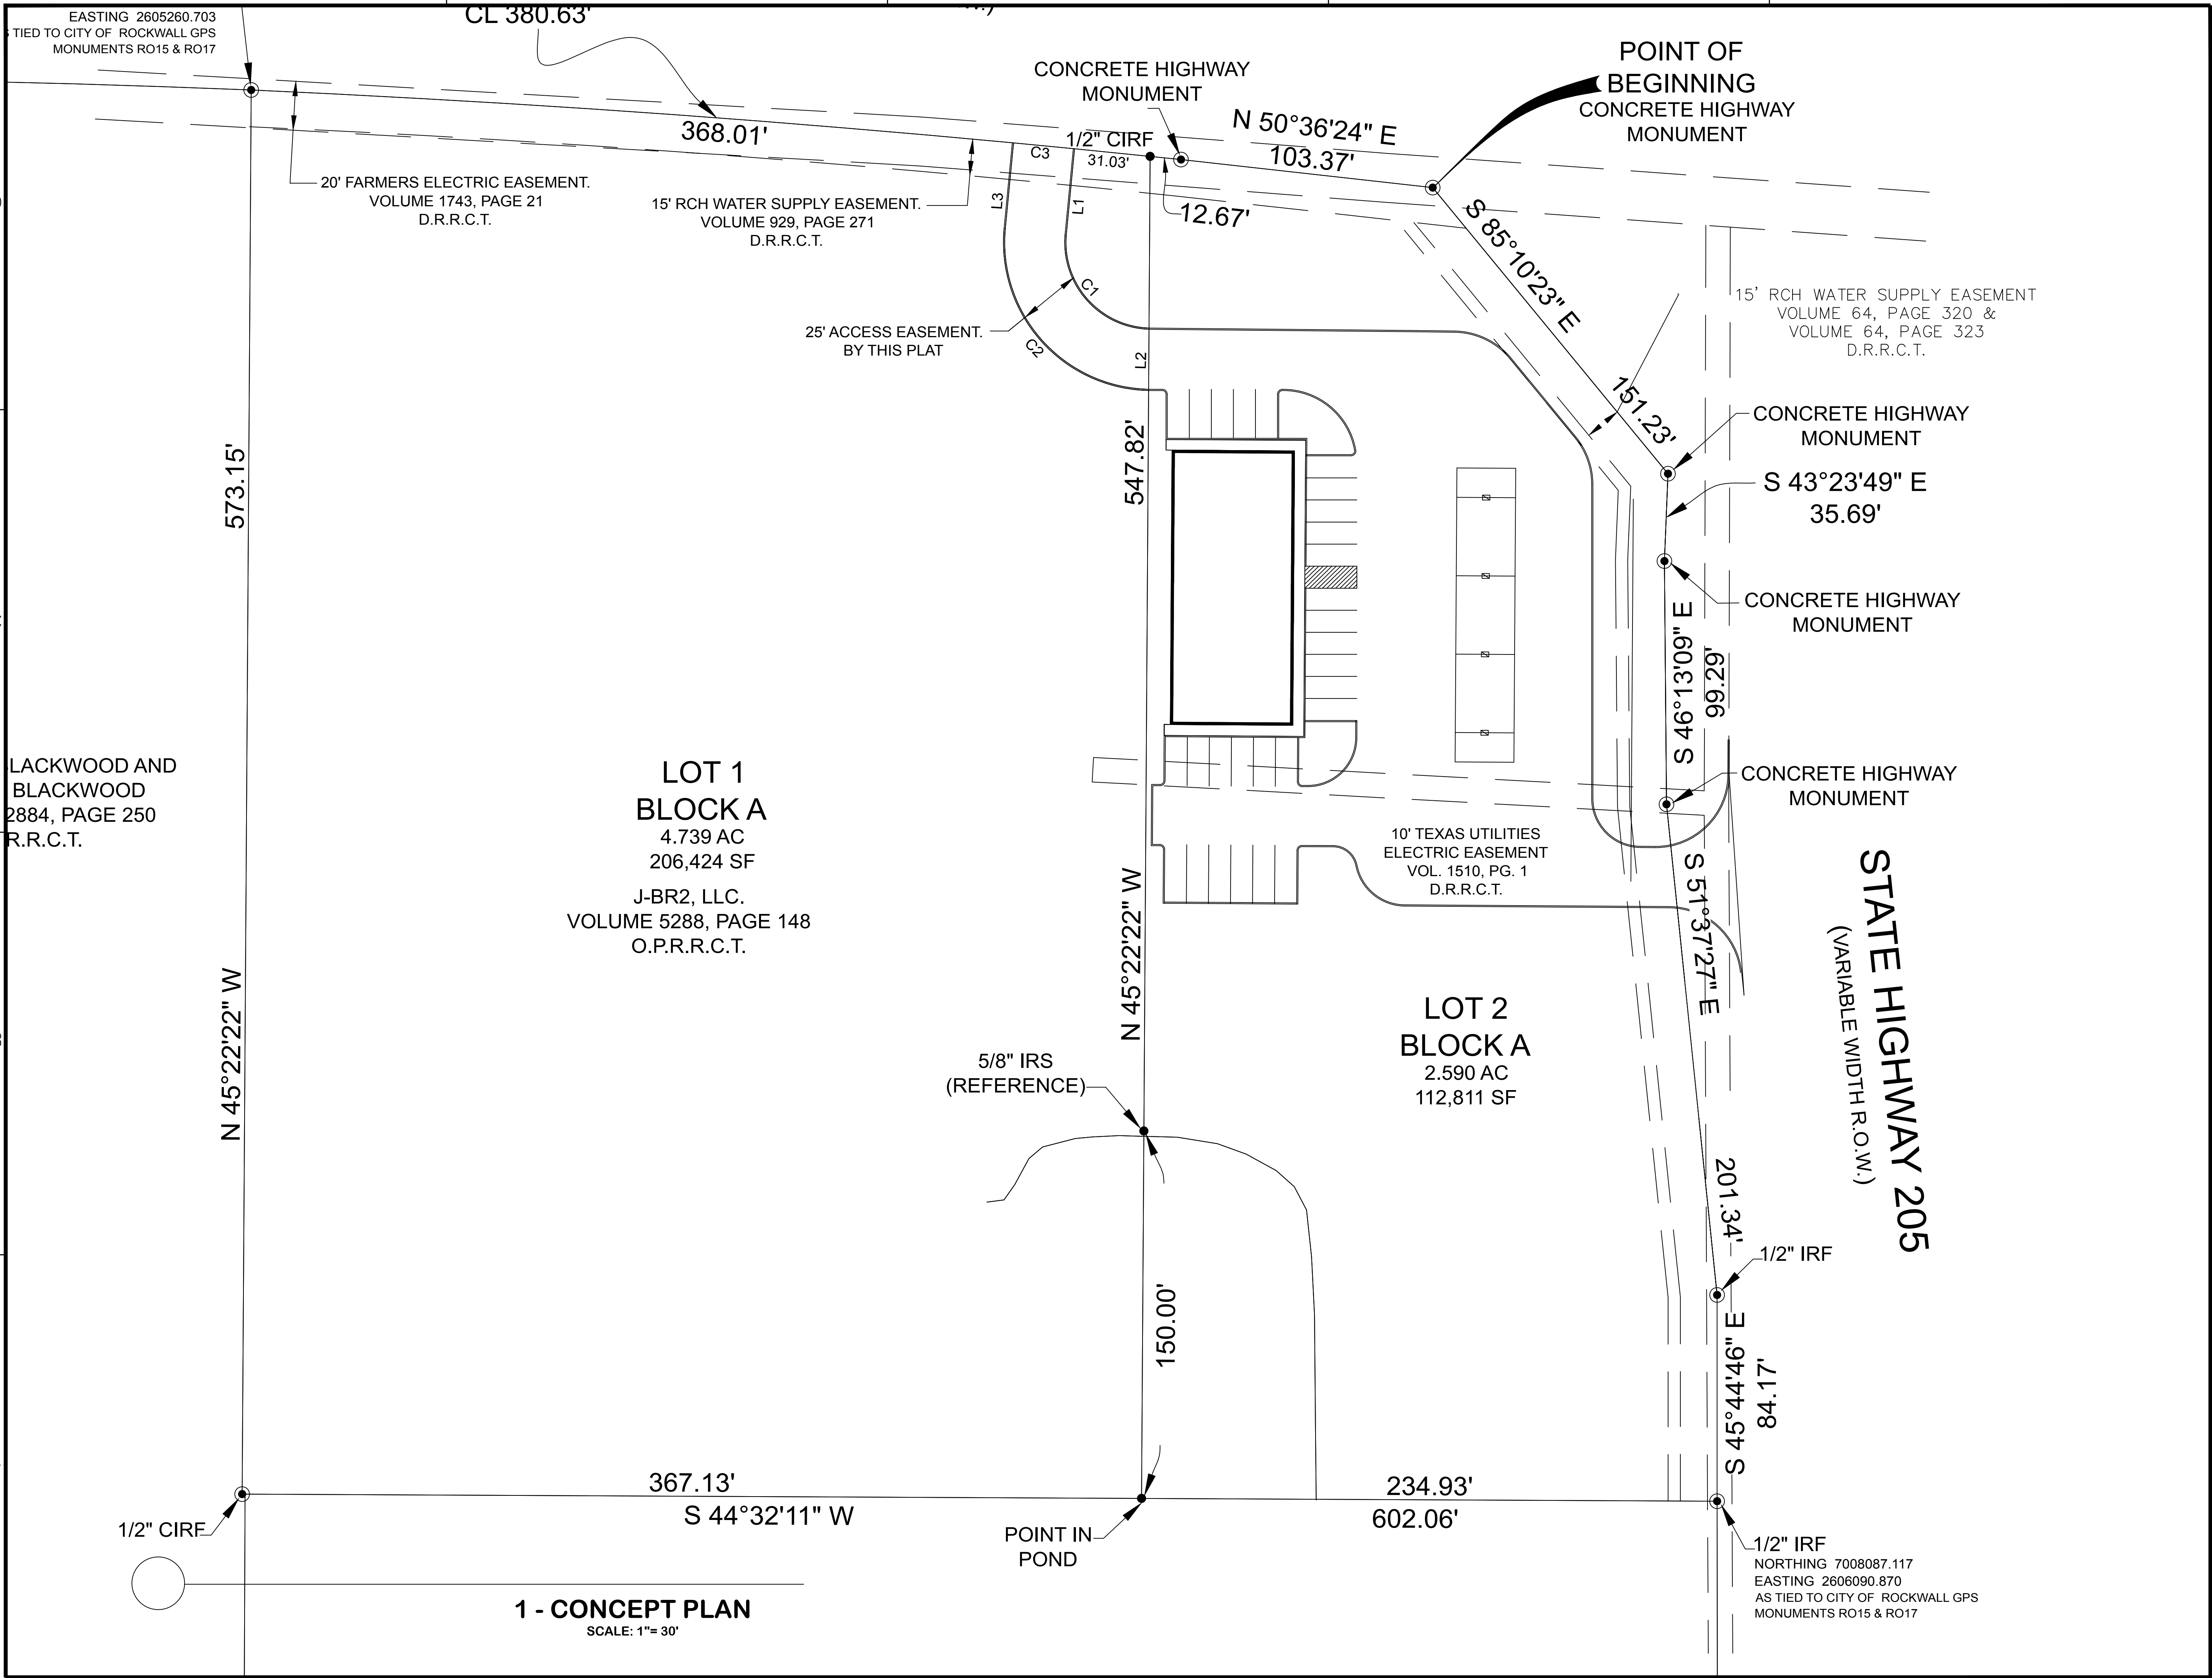 EASTING 2605260.703
TIED TO CITY OF ROCKWALL GPS
MONUMENTS RO15 & RO17
CL 380.63'
CONCRETE HIGHWAY
MONUMENT
POINT OF
BEGINNING
CONCRETE HIGHWAY
MONUMENT
N 50°36'24" E
103.37'
368.01'
1/2" CIRF
C3
31.03'
12.67'
L3
L1
20' FARMERS ELECTRIC EASEMENT.
VOLUME 1743, PAGE 21
D.R.R.C.T.
15' RCH WATER SUPPLY EASEMENT.
VOLUME 929, PAGE 271
D.R.R.C.T.
S 85°10'23" E
151.23'
C1
C2
L2
25' ACCESS EASEMENT.
BY THIS PLAT
15' RCH WATER SUPPLY EASEMENT
VOLUME 64, PAGE 320 &
VOLUME 64, PAGE 323
D.R.R.C.T.
CONCRETE HIGHWAY
MONUMENT
S 43°23'49" E
35.69'
573.15'
547.82'
CONCRETE HIGHWAY
MONUMENT
S 46°13'09" E
99.29'
LACKWOOD AND
BLACKWOOD
2884, PAGE 250
R.R.C.T.
LOT 1
BLOCK A
4.739 AC
206,424 SF
J-BR2, LLC.
VOLUME 5288, PAGE 148
O.P.R.R.C.T.
CONCRETE HIGHWAY
MONUMENT
10' TEXAS UTILITIES
ELECTRIC EASEMENT
VOL. 1510, PG. 1
D.R.R.C.T.
S 51°37'27" E
201.34'
STATE HIGHWAY 205
(VARIABLE WIDTH R.O.W.)
N 45°22'22" W
N 45°22'22" W
LOT 2
BLOCK A
2.590 AC
112,811 SF
5/8" IRS
(REFERENCE)
150.00'
1/2" IRF
S 45°44'46" E
84.17'
367.13'
S 44°32'11" W
234.93'
602.06'
1/2" CIRF
POINT IN
POND
1/2" IRF
NORTHING 7008087.117
EASTING 2606090.870
AS TIED TO CITY OF ROCKWALL GPS
MONUMENTS RO15 & RO17
1 - CONCEPT PLAN
SCALE: 1"= 30'